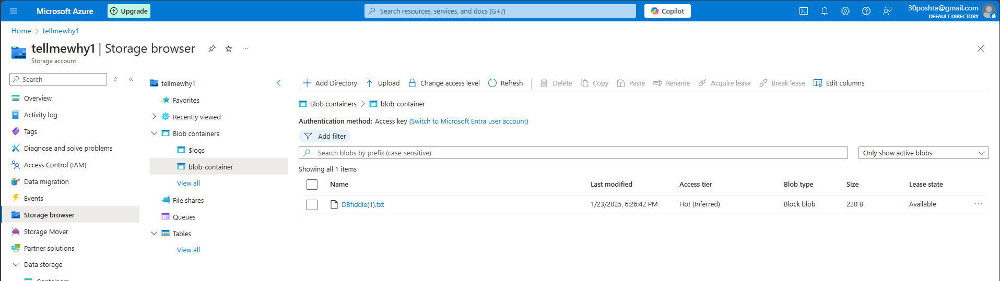 Microsoft Azure
Upgrade
Search resources, services, and docs (G+/)
Copilot
30poshta@gmail.com
DEFAULT DIRECTORY
Home > tellmewhy1
tellmewhy1 | Storage browser
Storage account
Search
Overview
Activity log
Tags
Diagnose and solve problems
Access Control (IAM)
Data migration
Events
Storage browser
Storage Mover
Partner solutions
Data storage
tellmewhy1
Favorites
Recently viewed
Blob containers
$logs
blob-container
View all
File shares
Queues
Tables
View all
Add Directory Upload Change access level Refresh Delete Copy Paste Rename Acquire lease Break lease Edit columns
Blob containers > blob-container
Authentication method: Access key (Switch to Microsoft Entra user account)
Add filter
Search blobs by prefix (case-sensitive)
Only show active blobs
Showing all 1 items
Name Last modified Access tier Blob type Size Lease state
DBfiddle(1).txt 1/23/2025, 6:26:42 PM Hot (Inferred) Block blob 220 B Available